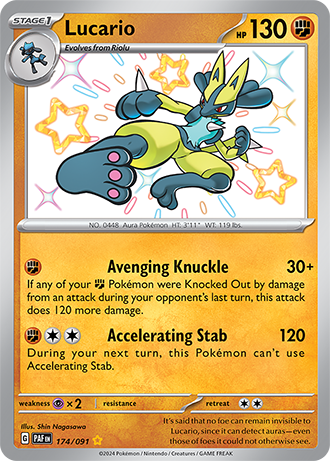 STAGE 1 Lucario HP 130
Evolves from Riolu
NO. 0448 Aura Pokémon HT: 3'11" WT: 119 lbs.
Avenging Knuckle 30+
If any of your Pokémon were Knocked Out by damage
from an attack during your opponent's last turn, this attack
does 120 more damage.
Accelerating Stab 120
During your next turn, this Pokémon can't use
Accelerating Stab.
weakness ×2 resistance retreat
Illus. Shin Nagasawa
G PAF EN 174/091
It's said that no foe can remain invisible to
Lucario, since it can detect auras—even
those of foes it could not otherwise see.
©2024 Pokémon / Nintendo / Creatures / GAME FREAK